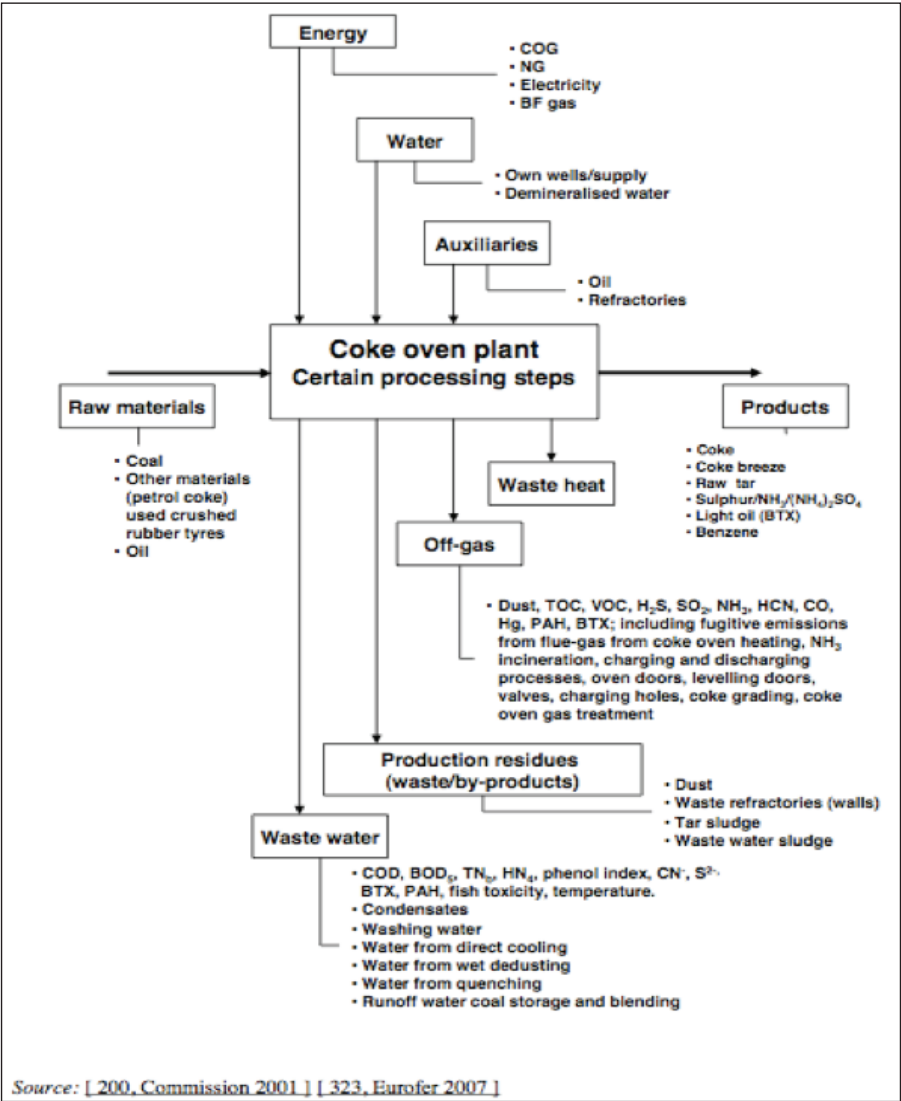 Energy
• COG
• NG
• Electricity
• BF gas
Water
• Own wells/supply
• Demineralised water
Auxiliaries
• Oil
• Refractories
Coke oven plant
Certain processing steps
Raw materials
• Coal
• Other materials
(petrol coke)
used crushed
rubber tyres
• Oil
Products
• Coke
• Coke breeze
• Raw tar
• Sulphur/NH₃/(NH₄)₂SO₄
• Light oil (BTX)
• Benzene
Waste heat
Off-gas
• Dust, TOC, VOC, H₂S, SO₂, NH₃, HCN, CO,
Hg, PAH, BTX; including fugitive emissions
from flue-gas from coke oven heating, NH₃
incineration, charging and discharging
processes, oven doors, levelling doors,
valves, charging holes, coke grading, coke
oven gas treatment
Production residues
(waste/by-products)
• Dust
• Waste refractories (walls)
• Tar sludge
• Waste water sludge
Waste water
• COD, BOD₅, HN₄, phenol index, CN⁻, S²⁻,
BTX, PAH, fish toxicity, temperature.
• Condensates
• Washing water
• Water from direct cooling
• Water from wet dedusting
• Water from quenching
• Runoff water coal storage and blending
Source: [ 200, Commission 2001 ] [ 323, Eurofer 2007 ]